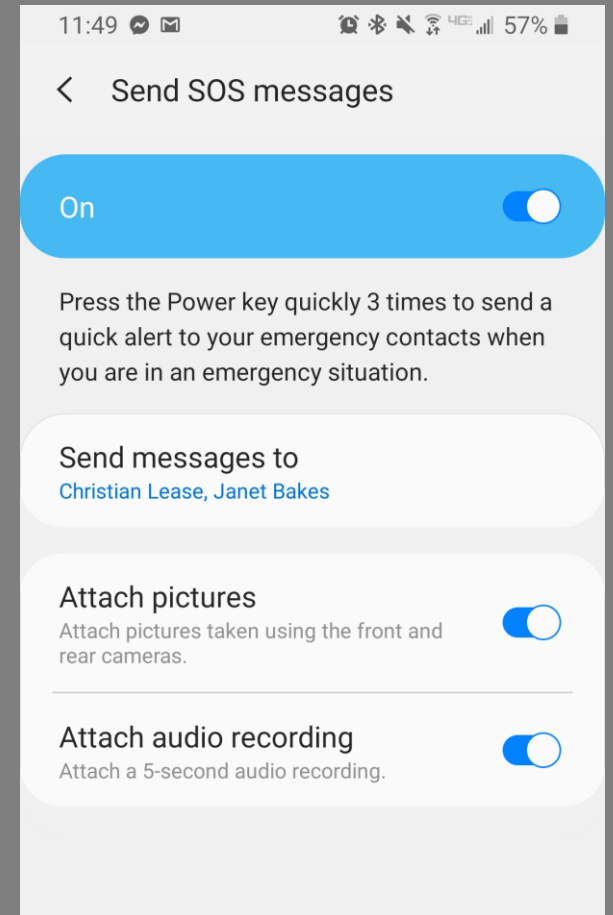 11:49 4GE 57%
Send SOS messages
On
Press the Power key quickly 3 times to send a
quick alert to your emergency contacts when
you are in an emergency situation.
Send messages to
Christian Lease, Janet Bakes
Attach pictures
Attach pictures taken using the front and
rear cameras.
Attach audio recording
Attach a 5-second audio recording.